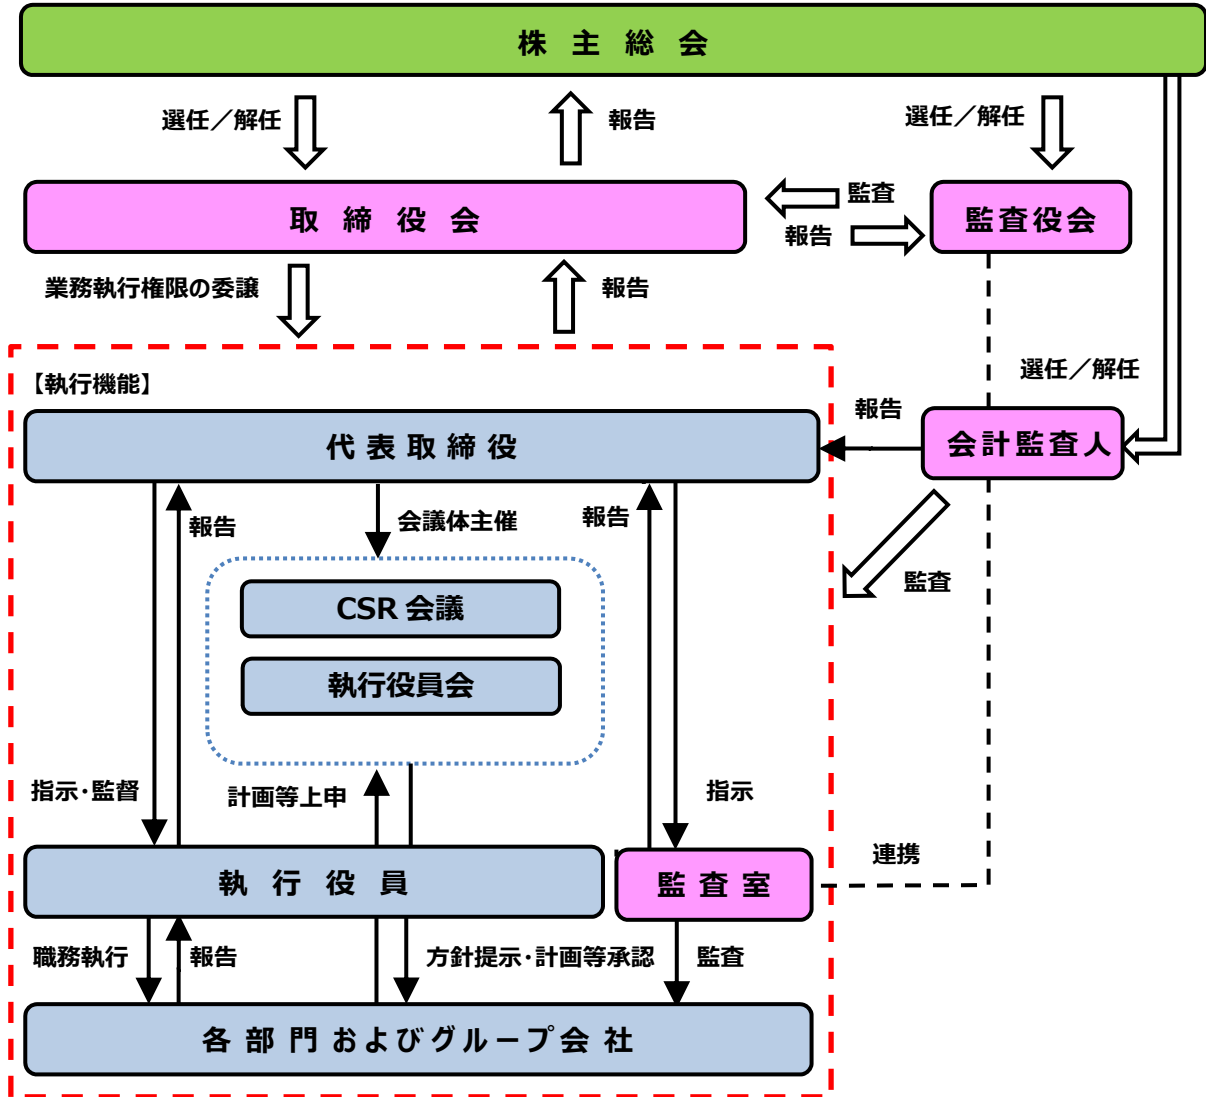 株主総会
選任／解任
報告
選任／解任
監査
取締役会
監査役会
報告
業務執行権限の委譲
報告
選任／解任
【執行機能】
報告
代表取締役
会計監査人
報告
会議体主催
報告
監査
CSR 会議
執行役員会
指示・監督
計画等上申
指示
連携
執行役員
監査室
職務執行
報告
方針提示・計画等承認
監査
各部門およびグループ会社